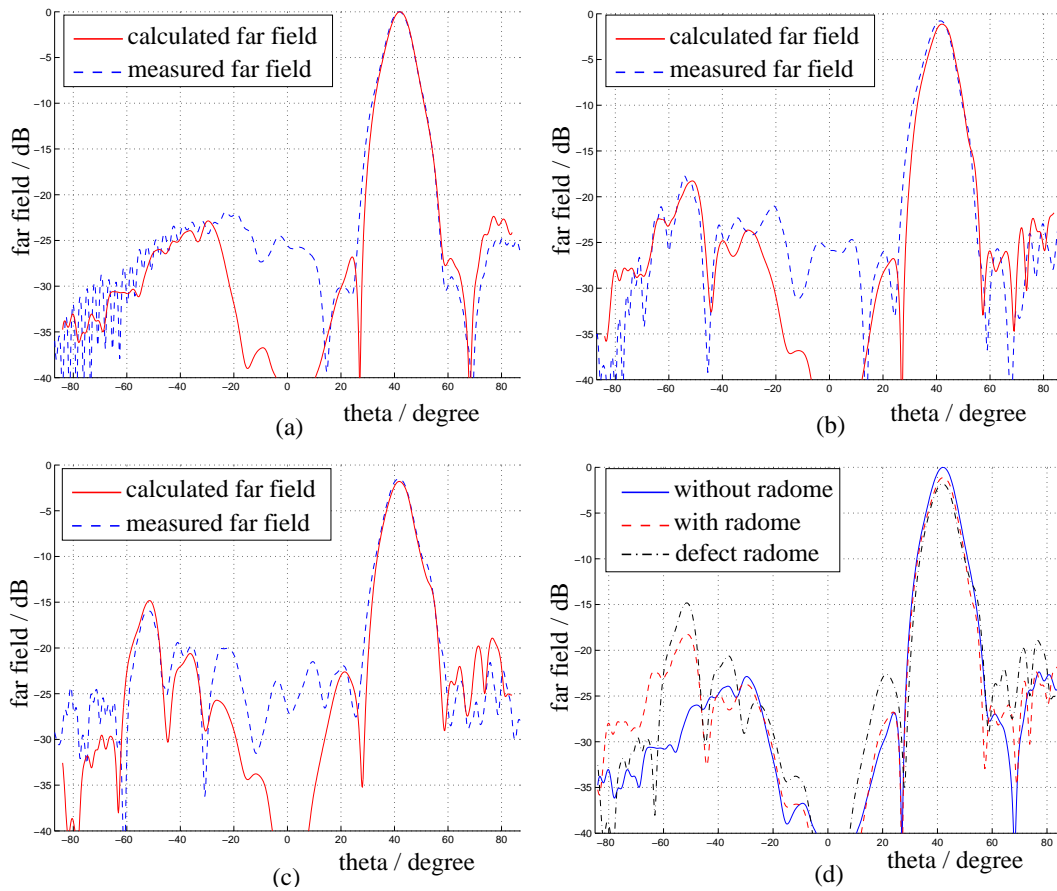 0
−5
−10
−15
−20
−25
−30
−35
−40
far field / dB
calculated far field
measured far field
−80 −60 −40 −20 0 20 40 60 80
theta / degree
(a)
0
−5
−10
−15
−20
−25
−30
−35
−40
far field / dB
calculated far field
measured far field
−80 −60 −40 −20 0 20 40 60 80
theta / degree
(b)
0
−5
−10
−15
−20
−25
−30
−35
−40
far field / dB
calculated far field
measured far field
−80 −60 −40 −20 0 20 40 60 80
theta / degree
(c)
0
−5
−10
−15
−20
−25
−30
−35
−40
far field / dB
without radome
with radome
defect radome
−80 −60 −40 −20 0 20 40 60 80
theta / degree
(d)